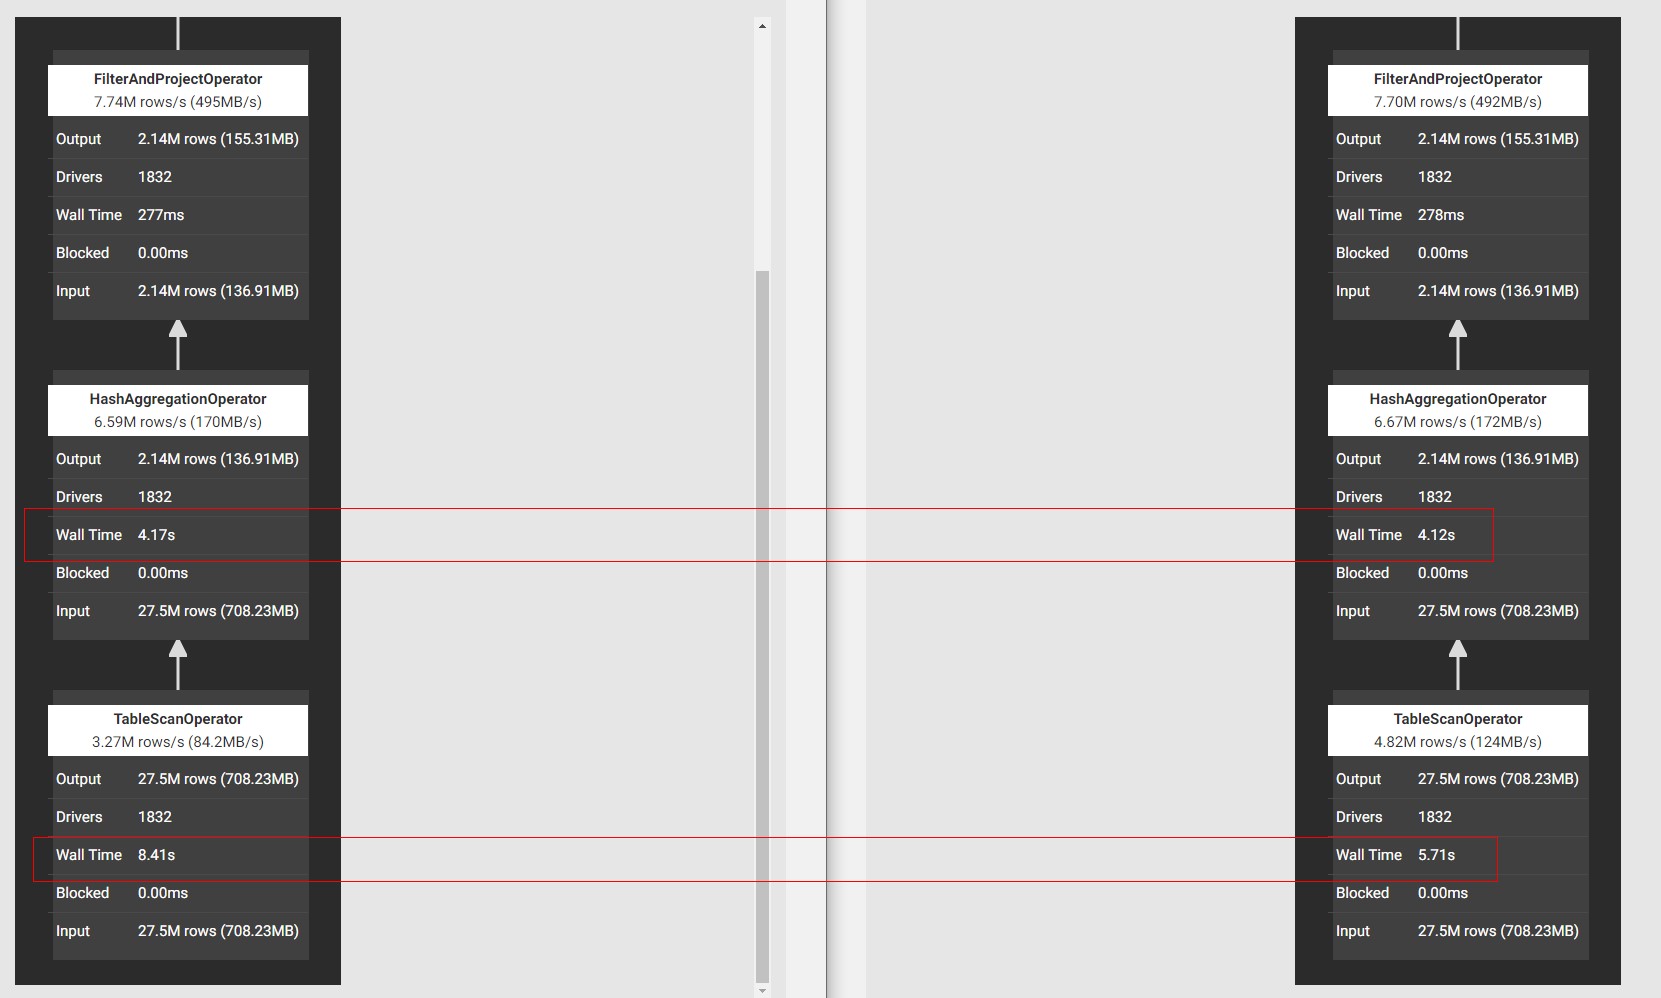 FilterAndProjectOperator
7.74M rows/s (495MB/s)
Output 2.14M rows (155.31MB)
Drivers 1832
Wall Time 277ms
Blocked 0.00ms
Input 2.14M rows (136.91MB)
HashAggregationOperator
6.59M rows/s (170MB/s)
Output 2.14M rows (136.91MB)
Drivers 1832
Wall Time 4.17s
Blocked 0.00ms
Input 27.5M rows (708.23MB)
TableScanOperator
3.27M rows/s (84.2MB/s)
Output 27.5M rows (708.23MB)
Drivers 1832
Wall Time 8.41s
Blocked 0.00ms
Input 27.5M rows (708.23MB)
FilterAndProjectOperator
7.70M rows/s (492MB/s)
Output 2.14M rows (155.31MB)
Drivers 1832
Wall Time 278ms
Blocked 0.00ms
Input 2.14M rows (136.91MB)
HashAggregationOperator
6.67M rows/s (172MB/s)
Output 2.14M rows (136.91MB)
Drivers 1832
Wall Time 4.12s
Blocked 0.00ms
Input 27.5M rows (708.23MB)
TableScanOperator
4.82M rows/s (124MB/s)
Output 27.5M rows (708.23MB)
Drivers 1832
Wall Time 5.71s
Blocked 0.00ms
Input 27.5M rows (708.23MB)